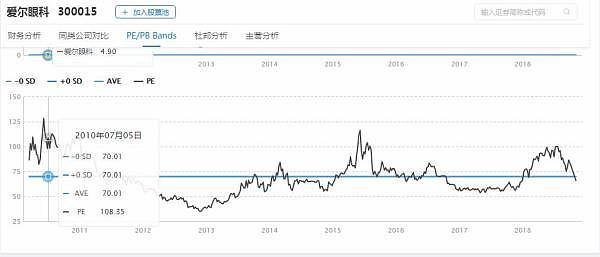 爱尔眼科 300015
+ 加入股票池
输入证券简称或代码
财务分析 同类公司对比 PE/PB Bands 社邦分析 主营分析
爱尔眼科 4.90
0
2013 2014 2015 2016 2017 2018
-0 SD +0 SD AVE PE
150
125
100
75
50
25
2010年07月05日
-0 SD 70.01
+0 SD 70.01
AVE 70.01
PE 108.35
2011 2012 2013 2014 2015 2016 2017 2018